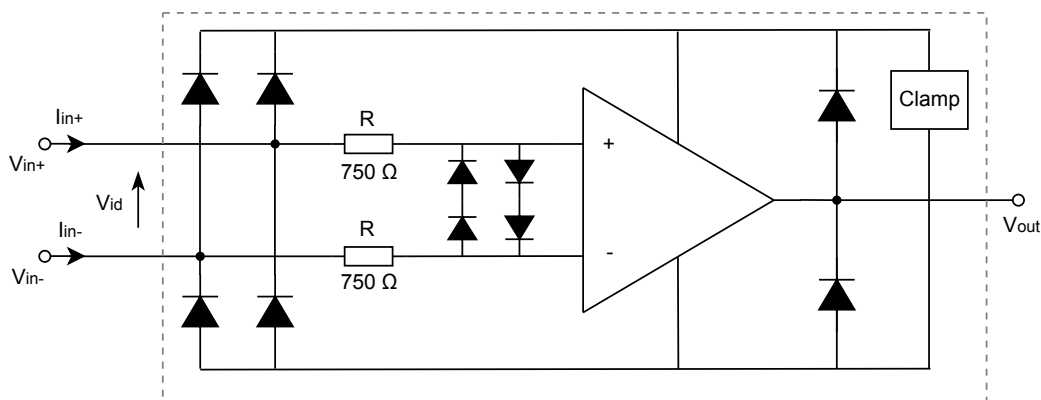 Clamp
Iin+
R
Vin+
750 Ω
+
Vid
Iin-
R
Vout
Vin-
750 Ω
-